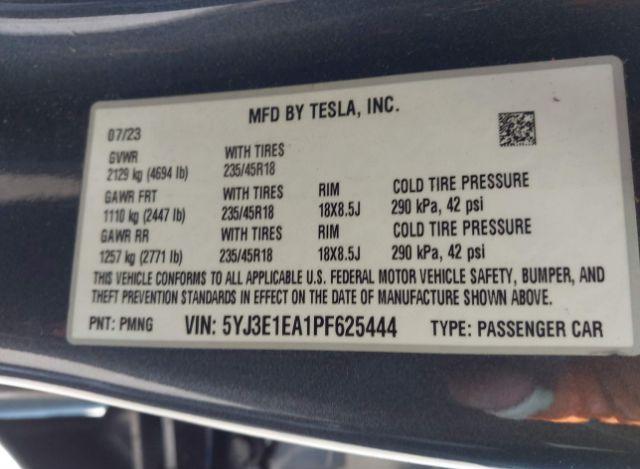 MFD BY TESLA, INC.
07/23
GVWR WITH TIRES
2129 kg (4694 lb) 235/45R18
GAWR FRT WITH TIRES RIM COLD TIRE PRESSURE
1110 kg (2447 lb) 235/45R18 18X8.5J 290 kPa, 42 psi
GAWR RR WITH TIRES RIM COLD TIRE PRESSURE
1257 kg (2771 lb) 235/45R18 18X8.5J 290 kPa, 42 psi
THIS VEHICLE CONFORMS TO ALL APPLICABLE U.S. FEDERAL MOTOR VEHICLE SAFETY, BUMPER, AND
THEFT PREVENTION STANDARDS IN EFFECT ON THE DATE OF MANUFACTURE SHOWN ABOVE.
PNT: PMNG VIN: 5YJ3E1EA1PF625444 TYPE: PASSENGER CAR